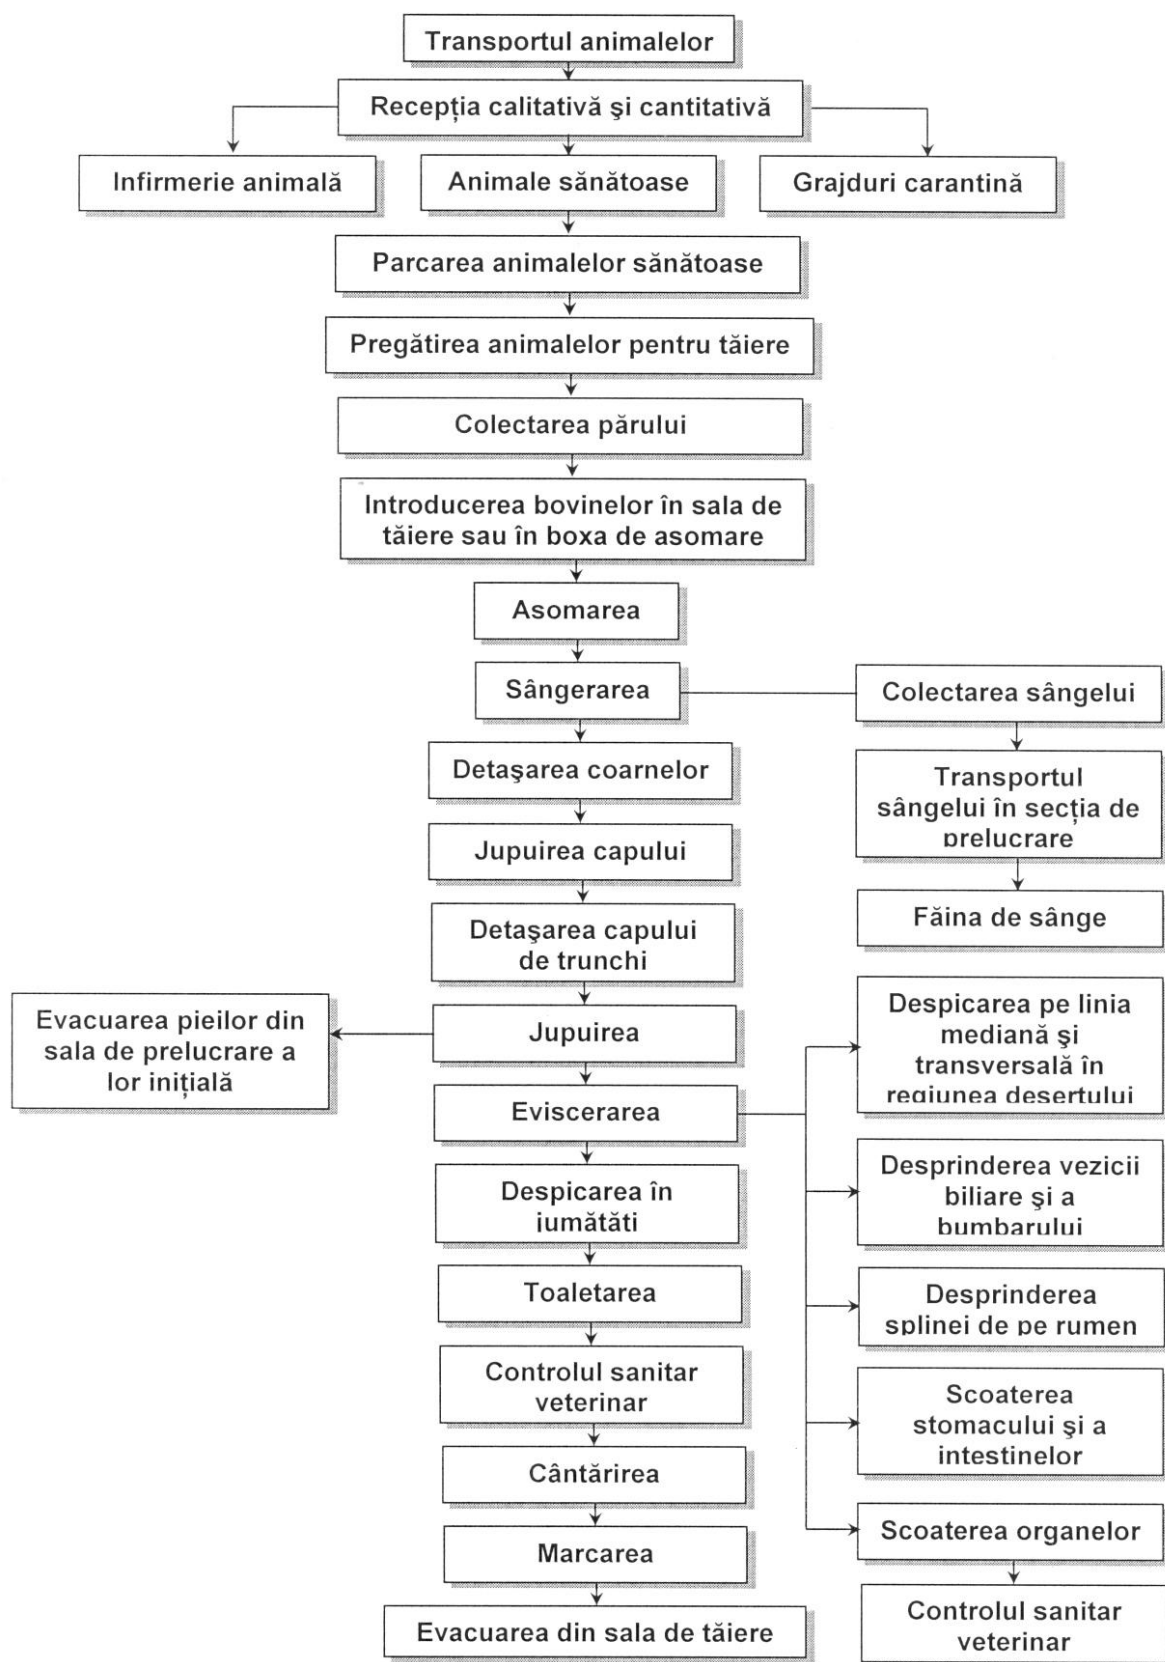 Transportul animalelor
Recepția calitativă şi cantitativă
Infirmerie animală
Animale sănătoase
Grajduri carantină
Parcarea animalelor sănătoase
Pregătirea animalelor pentru tăiere
Colectarea părului
Introducerea bovinelor în sala de
tăiere sau în boxa de asomare
Asomarea
Sângerarea
Colectarea sângelui
Transportul
sângelui în secția de
prelucrare
Făina de sânge
Detaşarea coarnelor
Jupuirea capului
Detaşarea capului
de trunchi
Jupuirea
Evacuarea pieilor din
sala de prelucrare a
lor inițială
Eviscerarea
Despicarea pe linia
mediană şi
transversală în
regiunea desertului
Desprinderea vezicii
biliare şi a
bumbarului
Desprinderea
splinei de pe rumen
Scoaterea
stomacului şi a
intestinelor
Scoaterea organelor
Controlul sanitar
veterinar
Despicarea în
jumătăți
Toaletarea
Controlul sanitar
veterinar
Cântărirea
Marcarea
Evacuarea din sala de tăiere